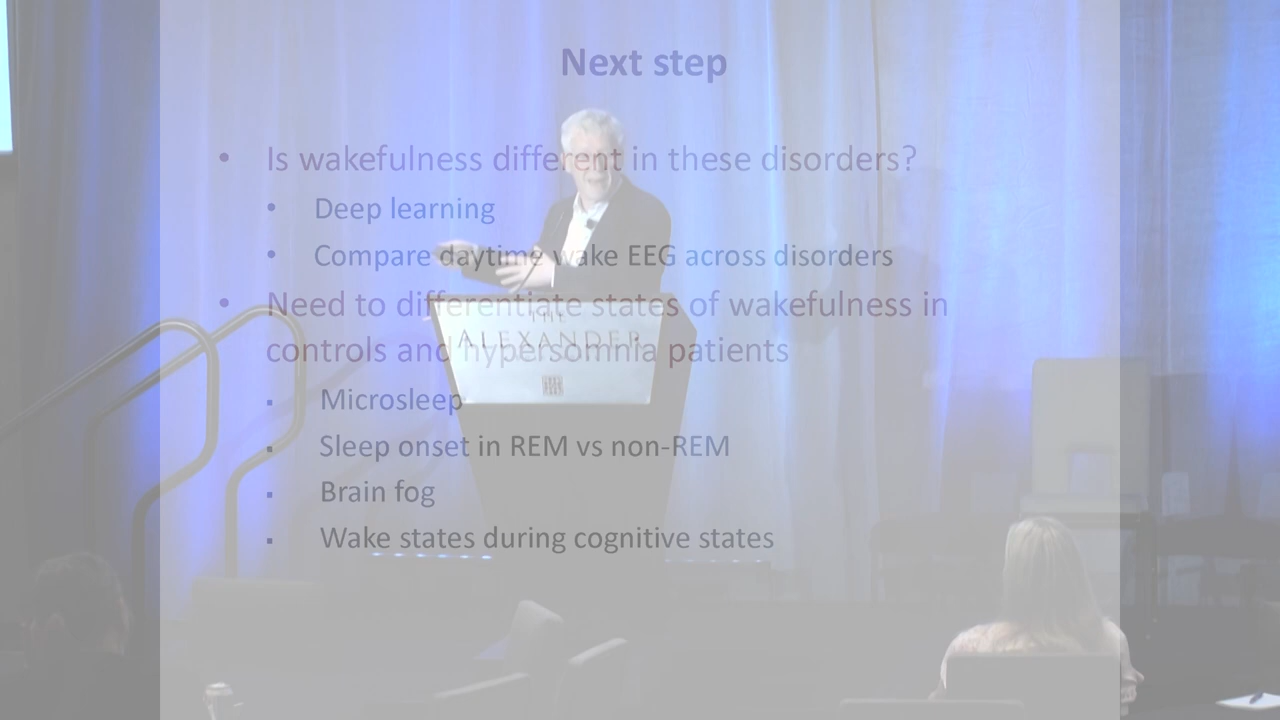 Next step
• Is wakefulness different in these disorders?
• Deep learning
• Compare daytime wake EEG across disorders
• Need to differentiate states of wakefulness in
controls and hypersomnia patients
THE
ALEXANDER
▪ Microsleep
▪ Sleep onset in REM vs non-REM
▪ Brain fog
▪ Wake states during cognitive states